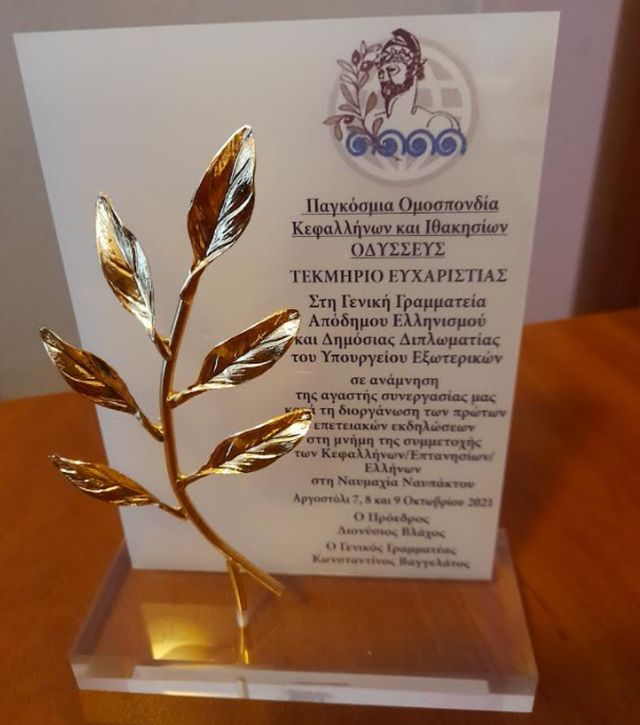 Παγκόσμια Ομοσπονδία
Κεφαλλήνων και Ιθακησίων
ΟΔΥΣΣΕΥΣ
ΤΕΚΜΗΡΙΟ ΕΥΧΑΡΙΣΤΙΑΣ
Στη Γενική Γραμματεία
Απόδημου Ελληνισμού
και Δημόσιας Διπλωματίας
του Υπουργείου Εξωτερικών
σε ανάμνηση
της αγαστής συνεργασίας μας
κατά τη διοργάνωση των πρώτων
επετειακών εκδηλώσεων
στη μνήμη της συμμετοχής
των Κεφαλλήνων/Επτανησίων/
Ελλήνων
στη Ναυμαχία Ναυπάκτου
Αργοστόλι 7, 8 και 9 Οκτωβρίου 2021
Ο Πρόεδρος
Διονύσιος Βλάχος
Ο Γενικός Γραμματέας
Κωνσταντίνος Βαγγελάτος